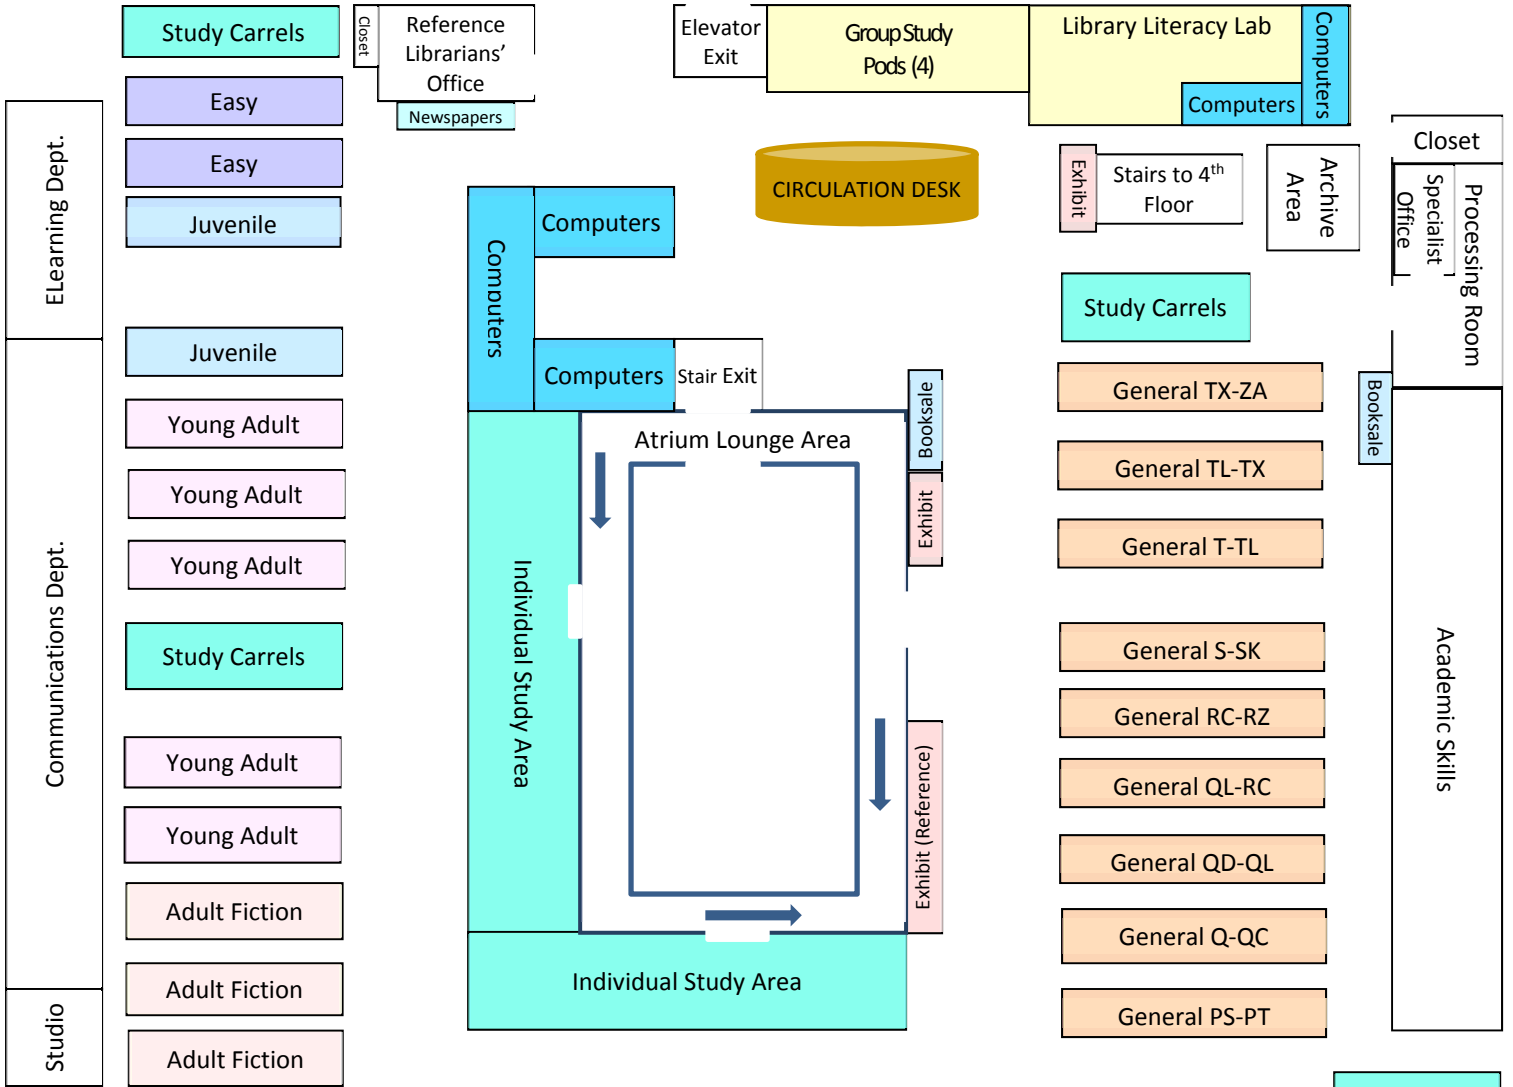 Study Carrels
Closet
Reference
Librarians'
Office
Newspapers
Elevator
Exit
Group Study
Pods (4)
Library Literacy Lab
Computers
Computers
Easy
Easy
Juvenile
ELearning Dept.
CIRCULATION DESK
Exhibit
Stairs to 4th
Floor
Archive
Area
Closet
Specialist
Office
Processing Room
Computers
Computers
Computers
Stair Exit
Study Carrels
Juvenile
Young Adult
Young Adult
Young Adult
Communications Dept.
Study Carrels
Young Adult
Young Adult
Adult Fiction
Adult Fiction
Adult Fiction
Studio
Atrium Lounge Area
Individual Study Area
Individual Study Area
Booksale
Exhibit
Exhibit (Reference)
General TX-ZA
General TL-TX
General T-TL
General S-SK
General RC-RZ
General QL-RC
General QD-QL
General Q-QC
General PS-PT
Booksale
Academic Skills